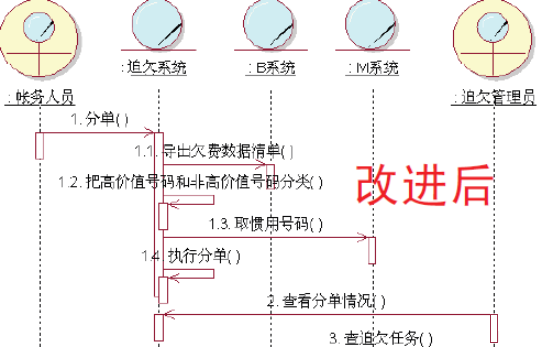 : 帐务人员
: 追欠系统
: B系统
: M系统
: 追欠管理员
1. 分单( )
1.1. 导出欠费数据清单( )
1.2. 把高价值号码和非高价值号码分类( )
改进后
1.3. 取惯用号码( )
1.4. 执行分单( )
2. 查看分单情况( )
3. 查追欠任务( )